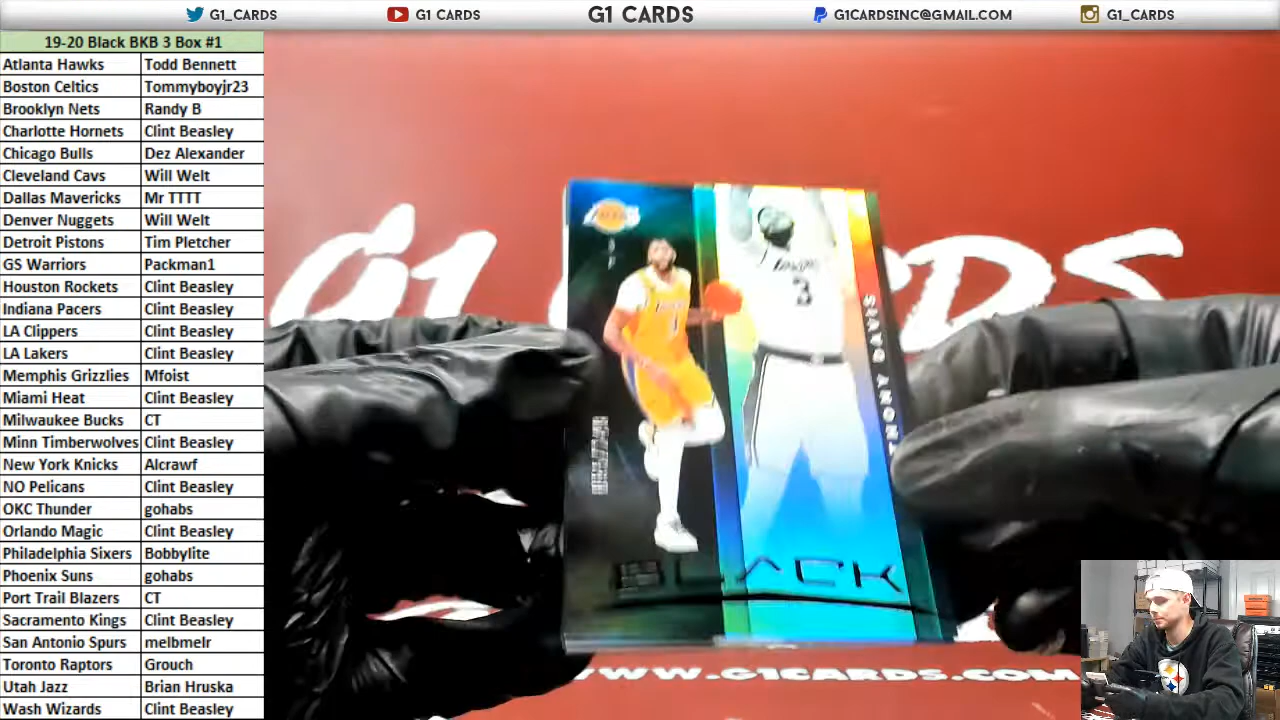 G1_CARDS G1 CARDS G1 CARDS G1CARDSINC@GMAIL.COM G1_CARDS
19-20 Black BKB 3 Box #1
Atlanta Hawks Todd Bennett
Boston Celtics Tommyboyjr23
Brooklyn Nets Randy B
Charlotte Hornets Clint Beasley
Chicago Bulls Dez Alexander
Cleveland Cavs Will Welt
Dallas Mavericks Mr TTTT
Denver Nuggets Will Welt
Detroit Pistons Tim Pletcher
GS Warriors Packman1
Houston Rockets Clint Beasley
Indiana Pacers Clint Beasley
LA Clippers Clint Beasley
LA Lakers Clint Beasley
Memphis Grizzlies Mfoist
Miami Heat Clint Beasley
Milwaukee Bucks CT
Minn Timberwolves Clint Beasley
New York Knicks Alcrawf
NO Pelicans Clint Beasley
OKC Thunder gohabs
Orlando Magic Clint Beasley
Philadelphia Sixers Bobbylite
Phoenix Suns gohabs
Port Trail Blazers CT
Sacramento Kings Clint Beasley
San Antonio Spurs melbmelr
Toronto Raptors Grouch
Utah Jazz Brian Hruska
Wash Wizards Clint Beasley
G1 RDS
3
NTHONY DAVIS
BLACK
WWW.G1CARDS.COM